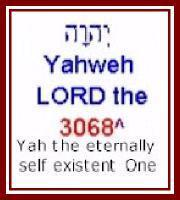 יְהוָה
Yahweh
LORD the
3068^
Yah the eternally
self existent One